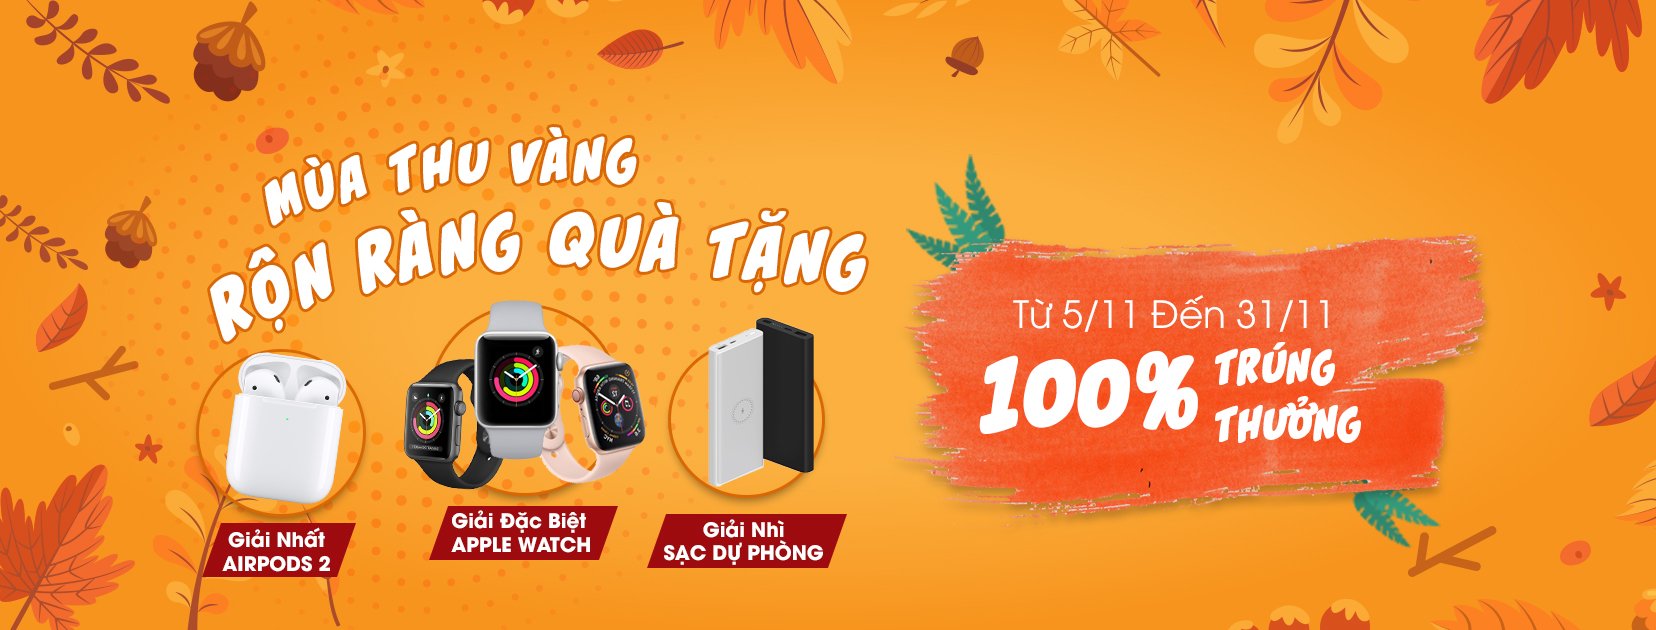 MÙA THU VÀNG
RỘN RÀNG QUÀ TẶNG
Giải Nhất
AIRPODS 2
Giải Đặc Biệt
APPLE WATCH
Giải Nhì
SẠC DỰ PHÒNG
Từ 5/11 Đến 31/11
100% TRÚNG
THƯỞNG